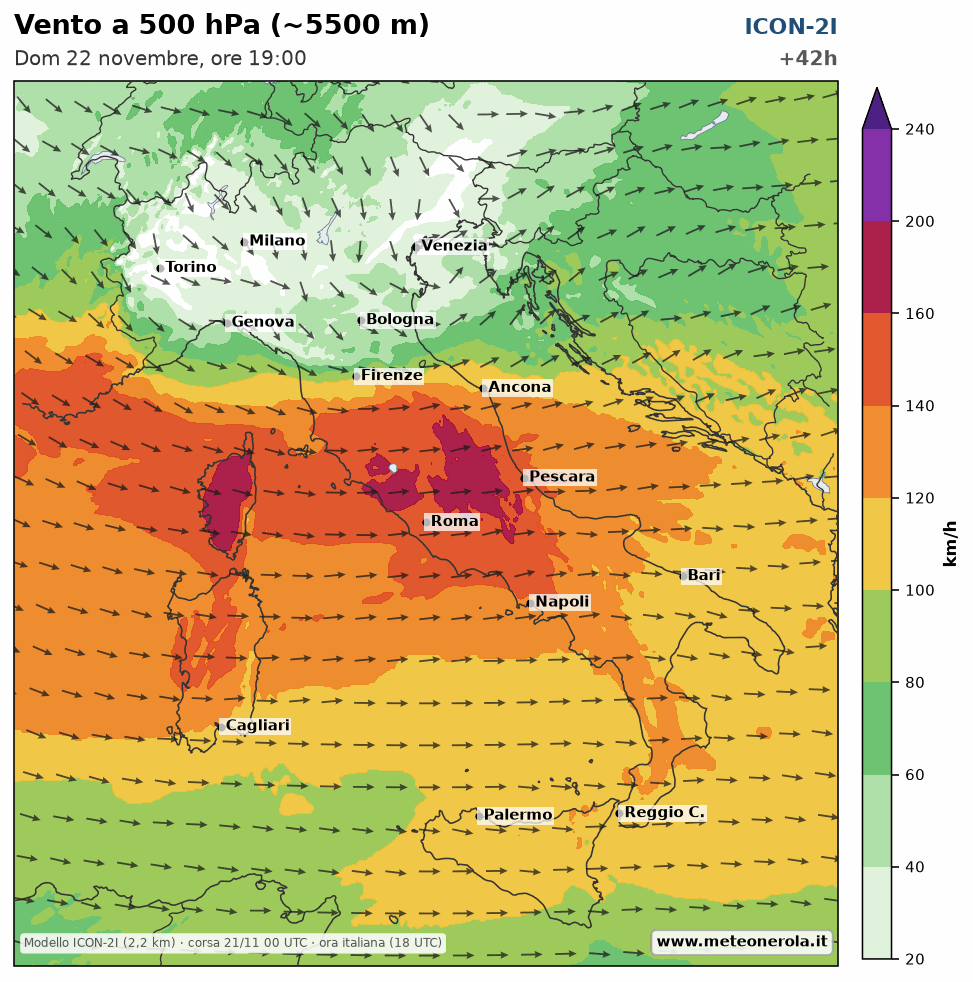 Vento a 500 hPa (~5500 m)
ICON-2I
Dom 22 novembre, ore 19:00
+42h
240
200
160
140
120
100
80
60
40
20
km/h
Milano
Venezia
Torino
Genova
Bologna
Firenze
Ancona
Pescara
Roma
Bari
Napoli
Cagliari
Palermo
Reggio C.
Modello ICON-2I (2,2 km) · corsa 21/11 00 UTC · ora italiana (18 UTC)
www.meteonerola.it